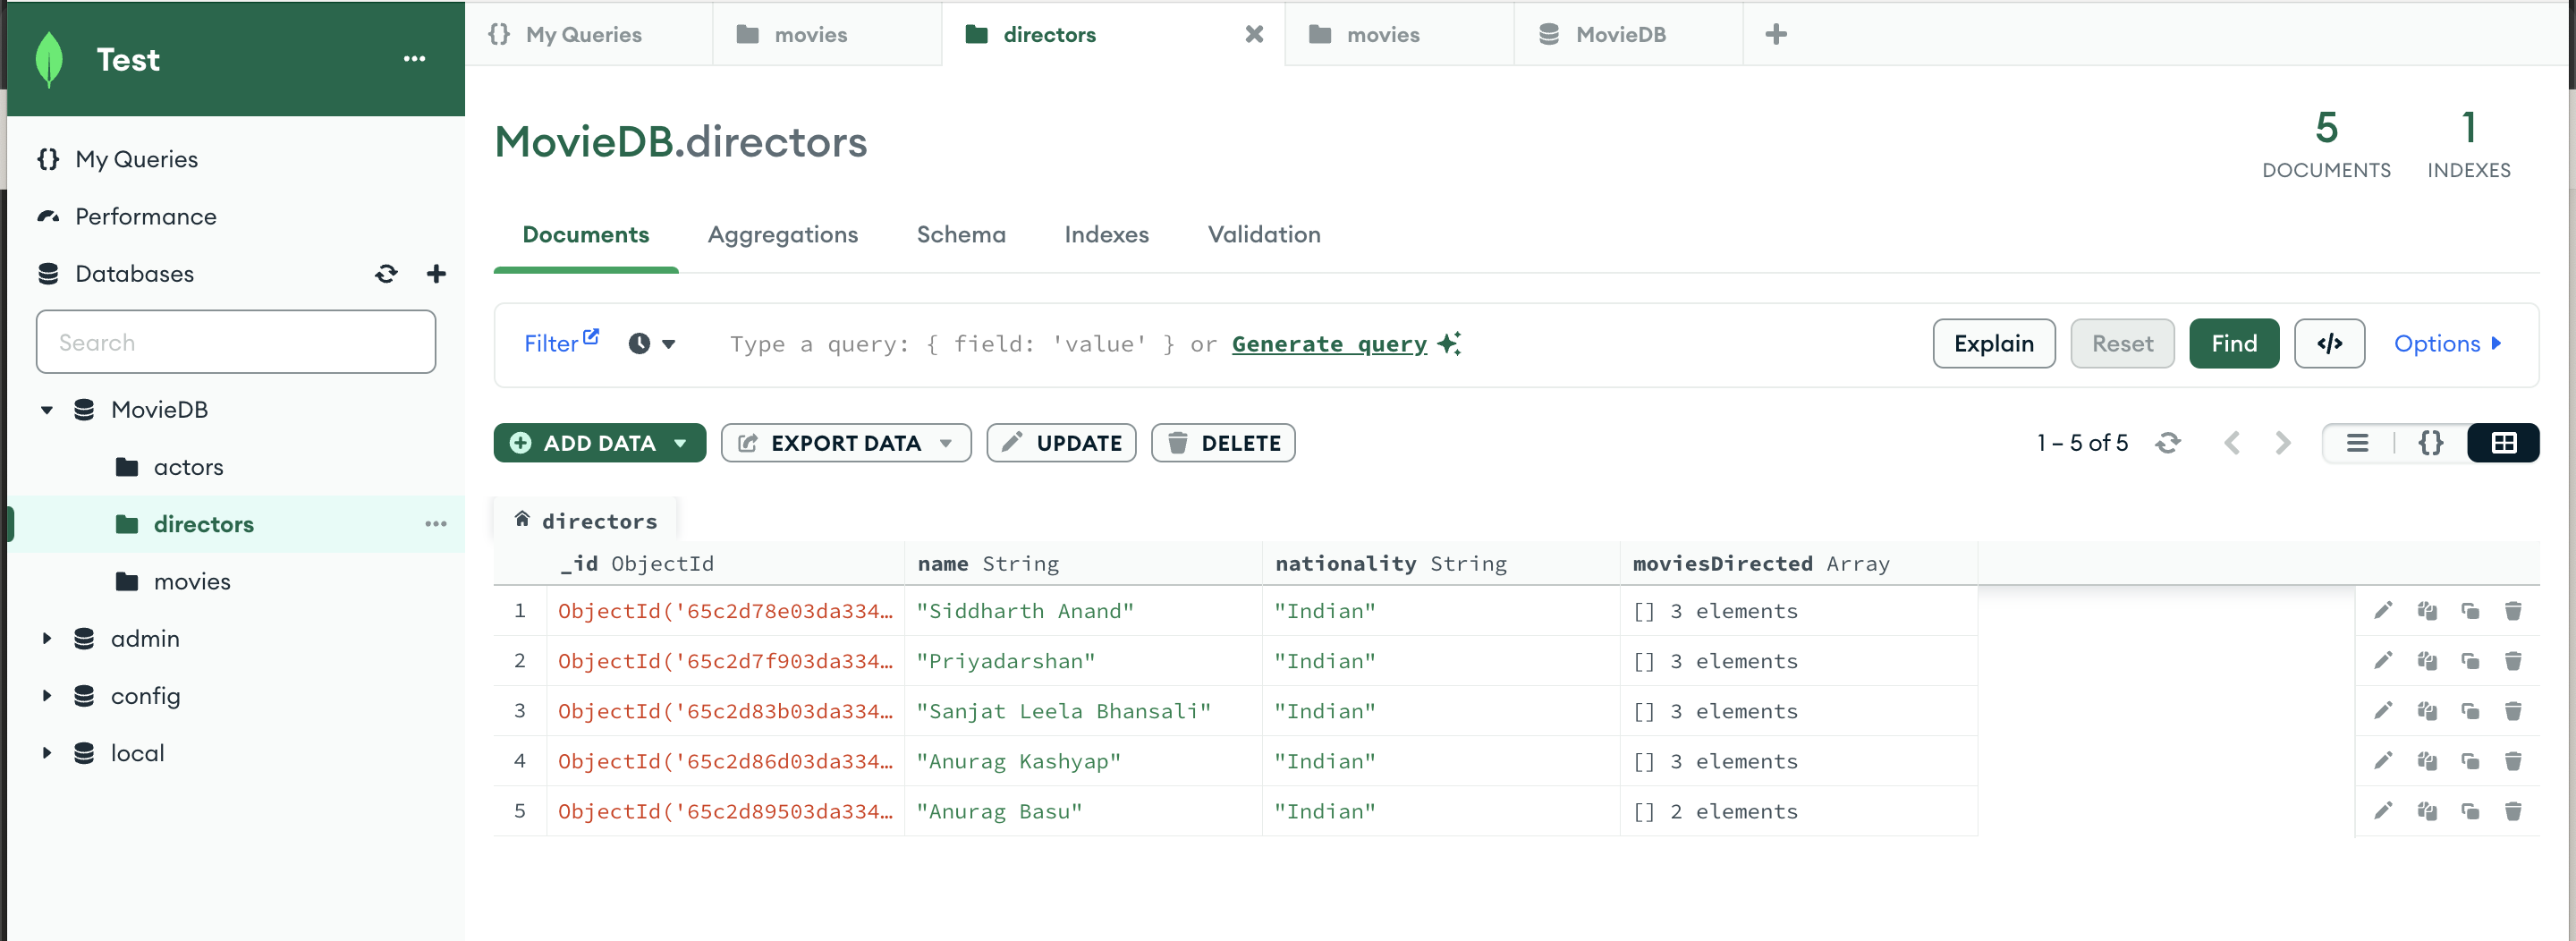 Test
My Queries
Performance
Databases
Search
MovieDB
actors
directors
movies
admin
config
local
My Queries movies directors movies MovieDB
MovieDB.directors
5 DOCUMENTS 1 INDEXES
Documents Aggregations Schema Indexes Validation
Filter Type a query: { field: 'value' } or Generate query Explain Reset Find </> Options
ADD DATA EXPORT DATA UPDATE DELETE 1 – 5 of 5 {}
directors
_id ObjectId name String nationality String moviesDirected Array
1 ObjectId('65c2d78e03da334… "Siddharth Anand" "Indian" [] 3 elements
2 ObjectId('65c2d7f903da334… "Priyadarshan" "Indian" [] 3 elements
3 ObjectId('65c2d83b03da334… "Sanjat Leela Bhansali" "Indian" [] 3 elements
4 ObjectId('65c2d86d03da334… "Anurag Kashyap" "Indian" [] 3 elements
5 ObjectId('65c2d89503da334… "Anurag Basu" "Indian" [] 2 elements